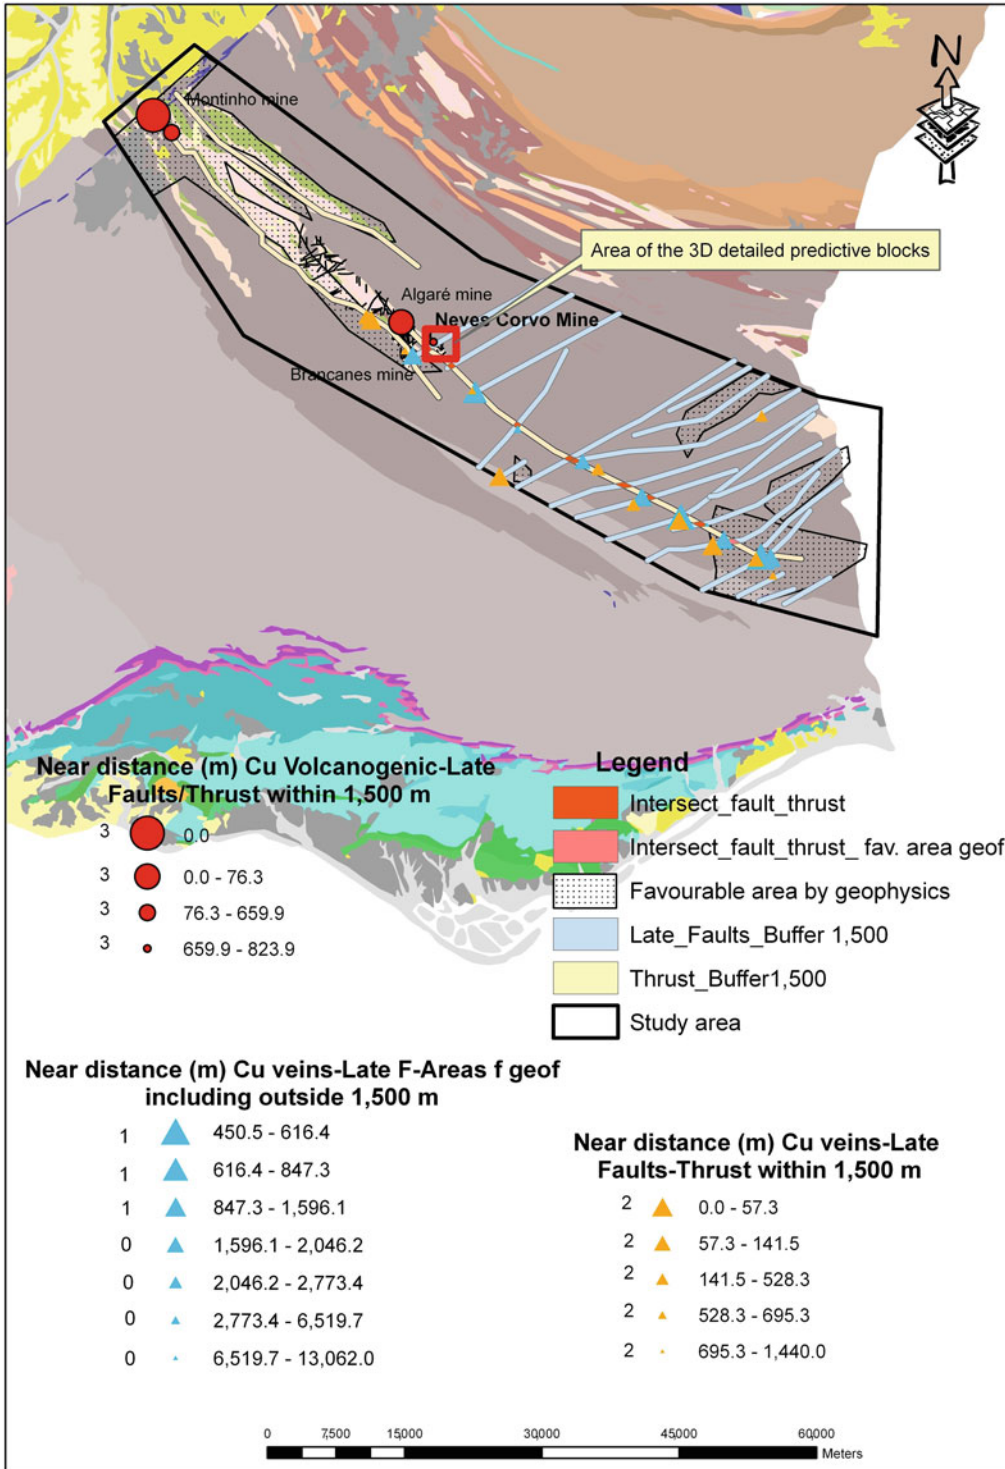 N
Montinho mine
Area of the 3D detailed predictive blocks
Algaré mine
Neves Corvo Mine
Brancanes mine
Near distance (m) Cu Volcanogenic-Late
Faults/Thrust within 1,500 m
3 0.0
3 0.0 - 76.3
3 76.3 - 659.9
3 659.9 - 823.9
Legend
Intersect_fault_thrust
Intersect_fault_thrust_ fav. area geof
Favourable area by geophysics
Late_Faults_Buffer 1,500
Thrust_Buffer1,500
Study area
Near distance (m) Cu veins-Late F-Areas f geof
including outside 1,500 m
1 450.5 - 616.4
1 616.4 - 847.3
1 847.3 - 1,596.1
0 1,596.1 - 2,046.2
0 2,046.2 - 2,773.4
0 2,773.4 - 6,519.7
0 6,519.7 - 13,062.0
Near distance (m) Cu veins-Late
Faults-Thrust within 1,500 m
2 0.0 - 57.3
2 57.3 - 141.5
2 141.5 - 528.3
2 528.3 - 695.3
2 695.3 - 1,440.0
0 7,500 15,000 30,000 45,000 60,000
Meters